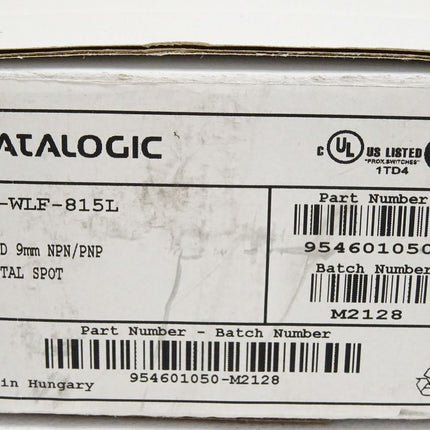 ATALOGIC
c UL US LISTED
"PROX.SWITCHES"
1TD4
-WLF-815L
D 9mm NPN/PNP
TAL SPOT
Part Number
954601050
Batch Number
M2128
Part Number - Batch Number
954601050-M2128
in Hungary